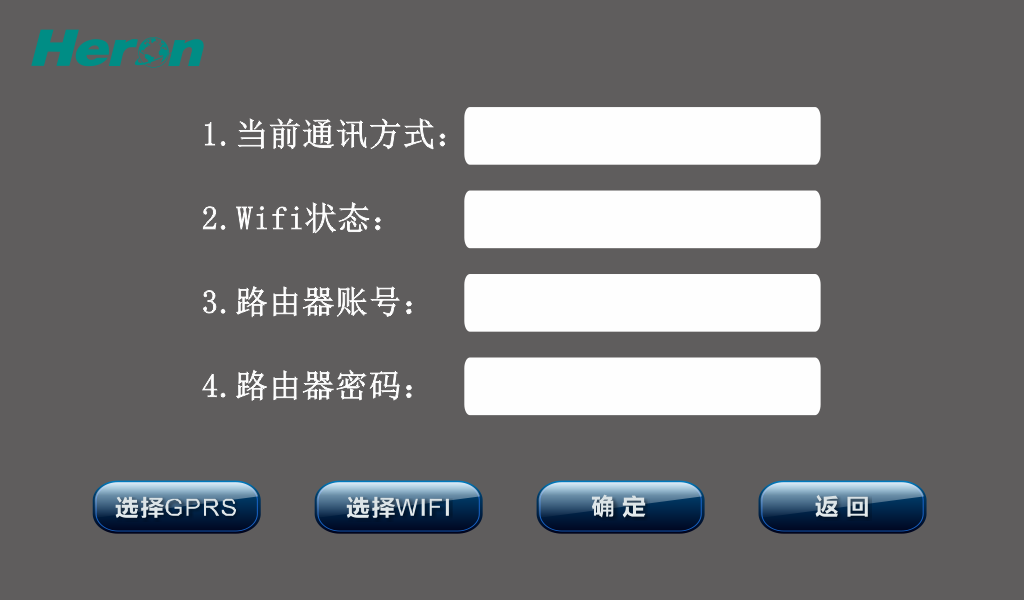 Heron
1.当前通讯方式：
2.Wifi状态：
3.路由器账号：
4.路由器密码：
选择GPRS
选择WIFI
确定
返回